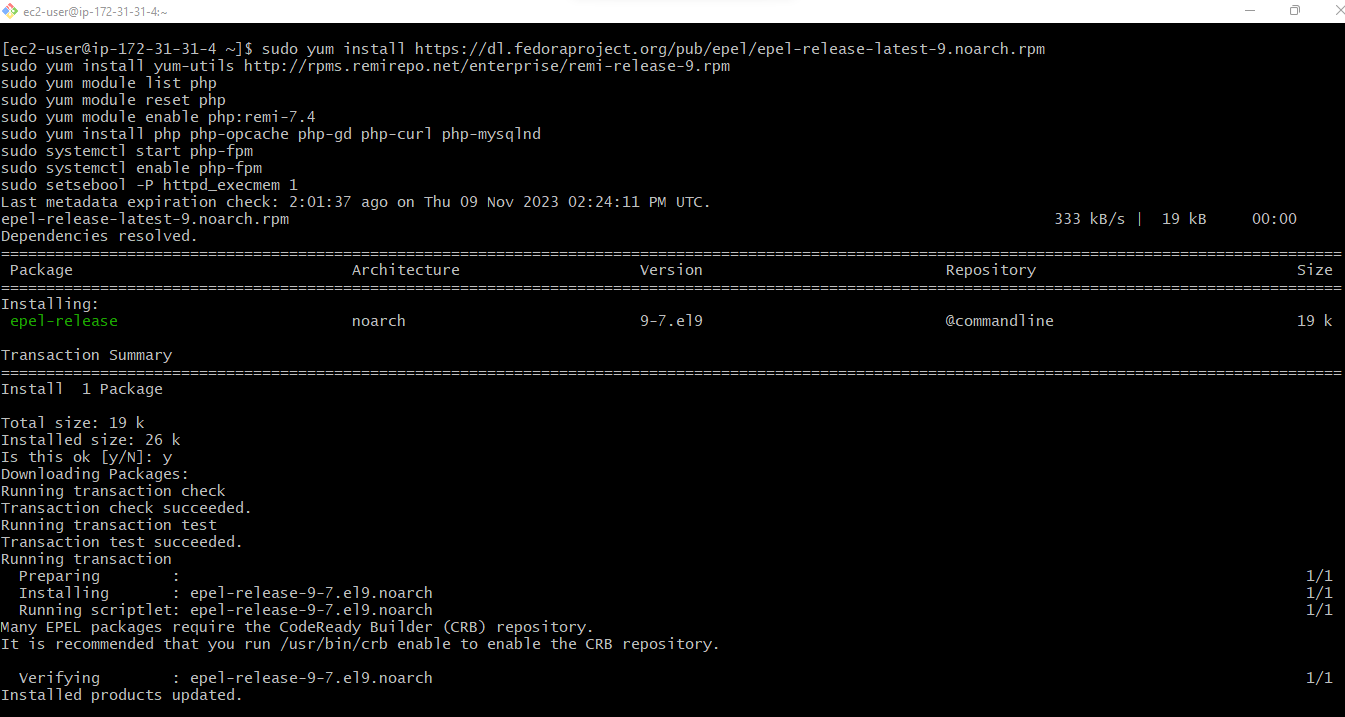 ec2-user@ip-172-31-31-4:~
[ec2-user@ip-172-31-31-4 ~]$ sudo yum install https://dl.fedoraproject.org/pub/epel/epel-release-latest-9.noarch.rpm
sudo yum install yum-utils http://rpms.remirepo.net/enterprise/remi-release-9.rpm
sudo yum module list php
sudo yum module reset php
sudo yum module enable php:remi-7.4
sudo yum install php php-opcache php-gd php-curl php-mysqlnd
sudo systemctl start php-fpm
sudo systemctl enable php-fpm
sudo setsebool -P httpd_execmem 1
Last metadata expiration check: 2:01:37 ago on Thu 09 Nov 2023 02:24:11 PM UTC.
epel-release-latest-9.noarch.rpm 333 kB/s | 19 kB 00:00
Dependencies resolved.
Package Architecture Version Repository Size
Installing:
epel-release noarch 9-7.el9 @commandline 19 k
Transaction Summary
Install 1 Package
Total size: 19 k
Installed size: 26 k
Is this ok [y/N]: y
Downloading Packages:
Running transaction check
Transaction check succeeded.
Running transaction test
Transaction test succeeded.
Running transaction
Preparing : 1/1
Installing : epel-release-9-7.el9.noarch 1/1
Running scriptlet: epel-release-9-7.el9.noarch 1/1
Many EPEL packages require the CodeReady Builder (CRB) repository.
It is recommended that you run /usr/bin/crb enable to enable the CRB repository.
Verifying : epel-release-9-7.el9.noarch 1/1
Installed products updated.